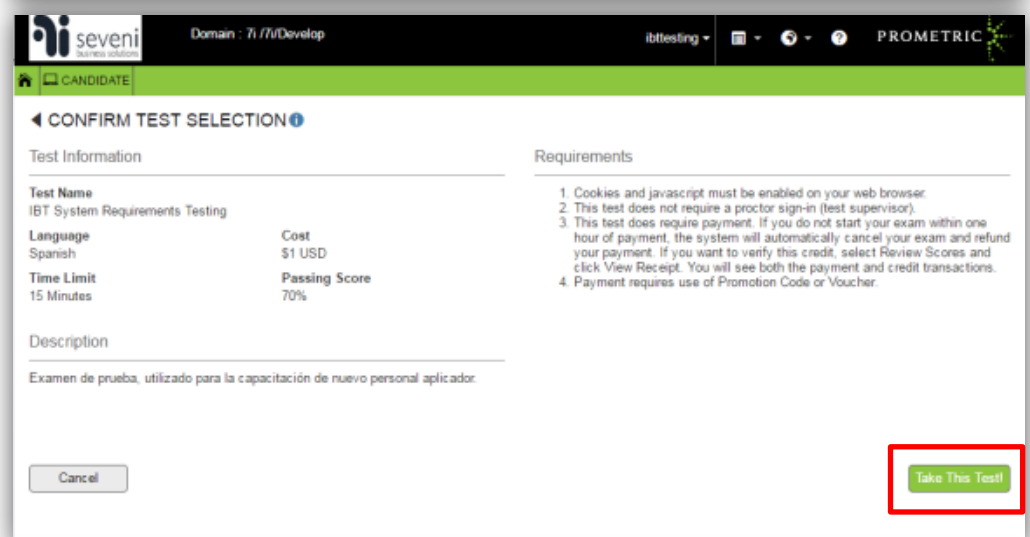 seveni
business solutions
Domain : 7i /7i/Develop
ibttesting
PROMETRIC
CANDIDATE
CONFIRM TEST SELECTION
Test Information
Test Name
IBT System Requirements Testing
Language
Cost
Spanish
$1 USD
Time Limit
Passing Score
15 Minutes
70%
Description
Examen de prueba, utilizado para la capacitación de nuevo personal aplicador.
Requirements
1. Cookies and javascript must be enabled on your web browser.
2. This test does not require a proctor sign-in (test supervisor).
3. This test does require payment. If you do not start your exam within one
hour of payment, the system will automatically cancel your exam and refund
your payment. If you want to verify this credit, select Review Scores and
click View Receipt. You will see both the payment and credit transactions.
4. Payment requires use of Promotion Code or Voucher.
Cancel
Take This Test!